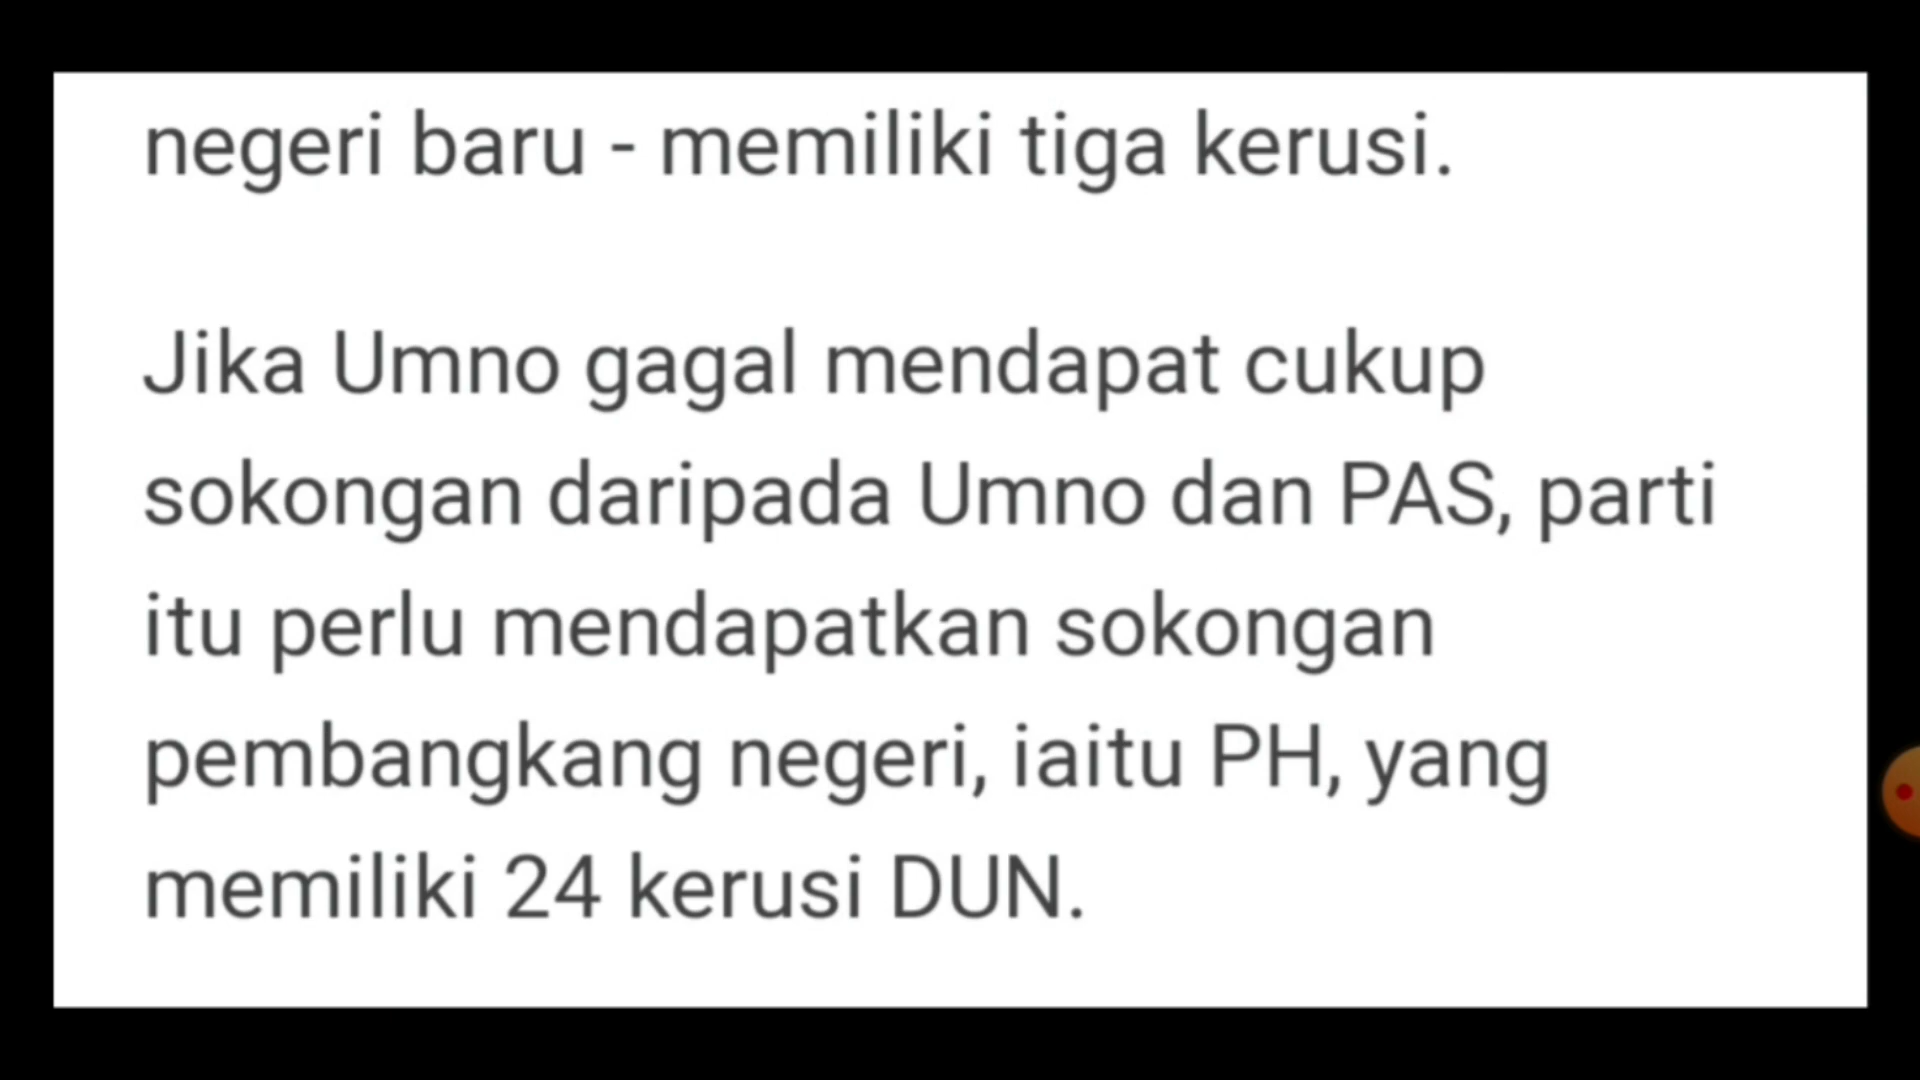 negeri baru - memiliki tiga kerusi.
Jika Umno gagal mendapat cukup
sokongan daripada Umno dan PAS, parti
itu perlu mendapatkan sokongan
pembangkang negeri, iaitu PH, yang
memiliki 24 kerusi DUN.